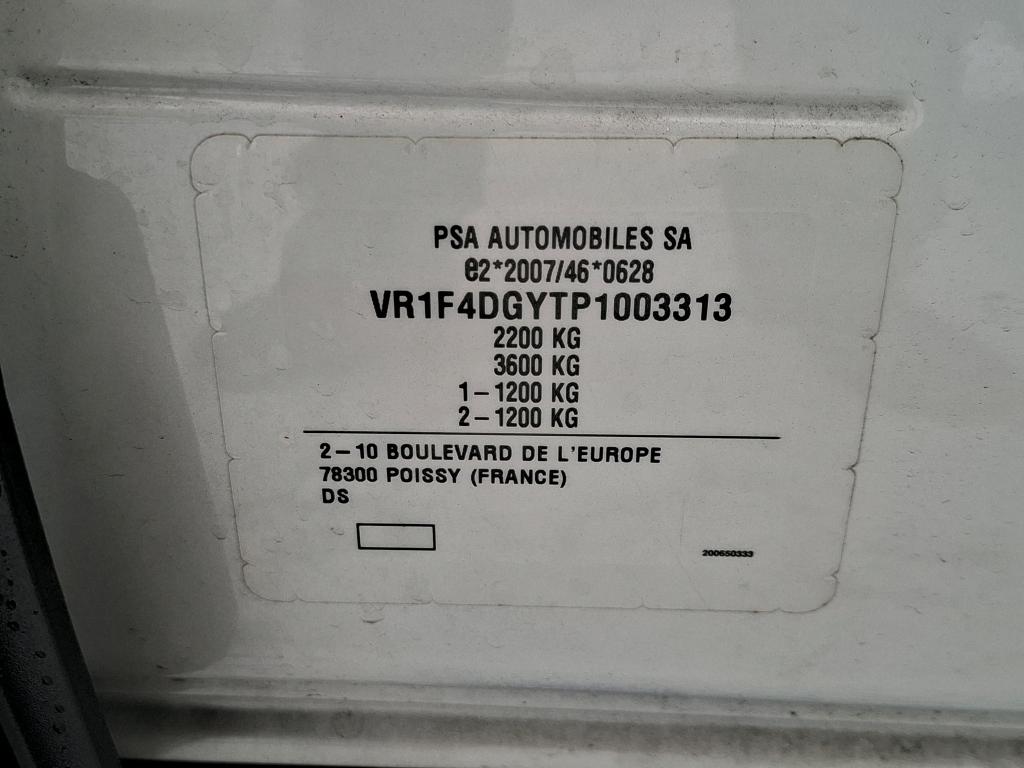 PSA AUTOMOBILES SA
e2*2007/46*0628
VR1F4DGYTP1003313
2200 KG
3600 KG
1–1200 KG
2–1200 KG
2–10 BOULEVARD DE L'EUROPE
78300 POISSY (FRANCE)
DS
200650333